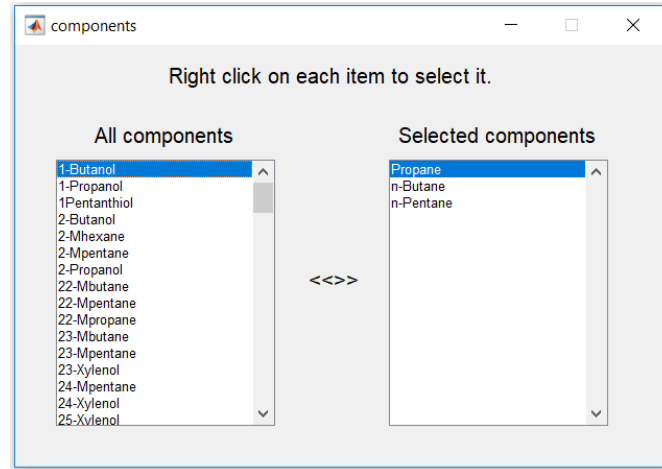 components
Right click on each item to select it.
All components
Selected components
1-Butanol
1-Propanol
1Pentanthiol
2-Butanol
2-Mhexane
2-Mpentane
2-Propanol
22-Mbutane
22-Mpentane
22-Mpropane
23-Mbutane
23-Mpentane
23-Xylenol
24-Mpentane
24-Xylenol
25-Xylenol
<<>>
Propane
n-Butane
n-Pentane